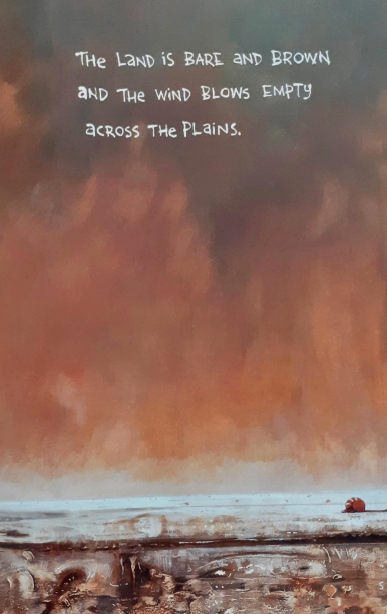 THE LAND IS BARE AND BROWN
AND THE WIND BLOWS EMPTY
ACROSS THE PLAINS.